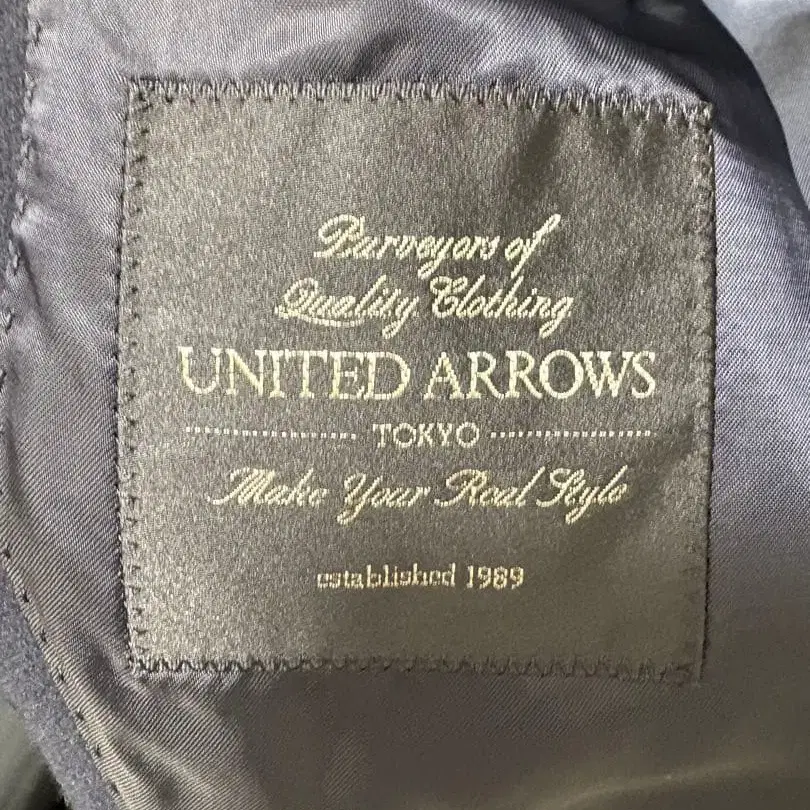 Purveyors of
Quality Clothing
UNITED ARROWS
TOKYO
Make Your Real Style
established 1989